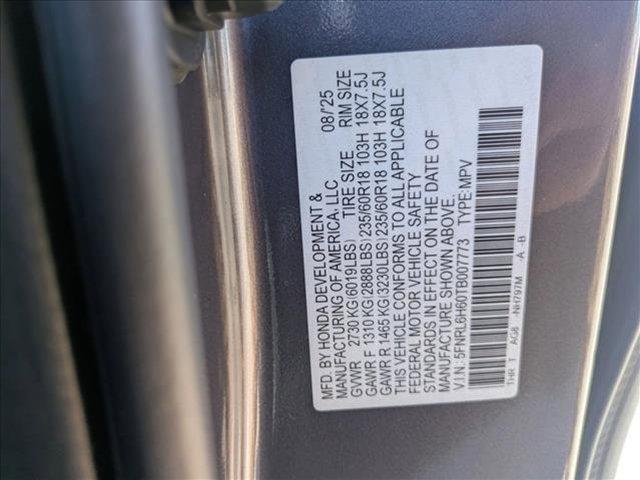 MFD. BY HONDA DEVELOPMENT &
MANUFACTURING OF AMERICA, LLC. 08/'25
GVWR 2730 KG (6019LBS) TIRE SIZE RIM SIZE
GAWR F 1310 KG (2888LBS) 235/60R18 103H 18X7.5J
GAWR R 1465 KG (3230LBS) 235/60R18 103H 18X7.5J
THIS VEHICLE CONFORMS TO ALL APPLICABLE
FEDERAL MOTOR VEHICLE SAFETY
STANDARDS IN EFFECT ON THE DATE OF
MANUFACTURE SHOWN ABOVE.
V.I.N.: 5FNRL6H60TB007773 TYPE:MPV
THR T AG8 -NH797M -A -B